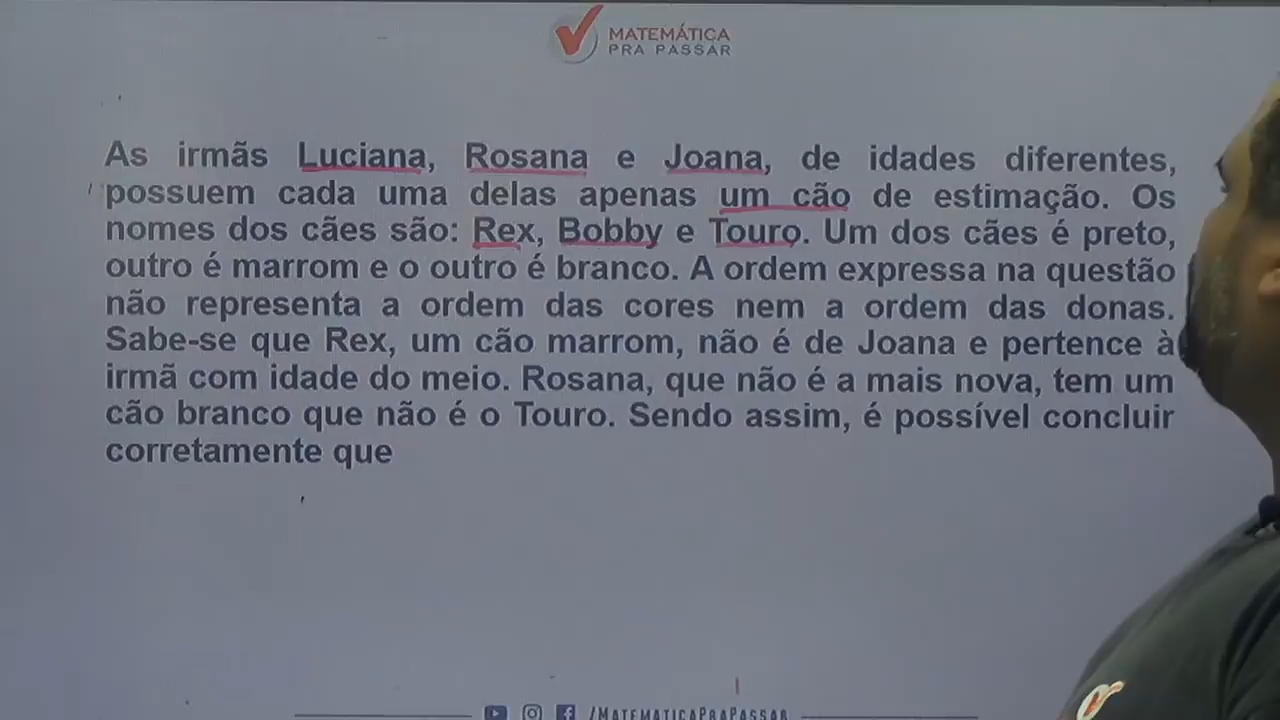 MATEMÁTICA
PRA PASSAR
As irmãs Luciana, Rosana e Joana, de idades diferentes,
possuem cada uma delas apenas um cão de estimação. Os
nomes dos cães são: Rex, Bobby e Touro. Um dos cães é preto,
outro é marrom e o outro é branco. A ordem expressa na questão
não representa a ordem das cores nem a ordem das donas.
Sabe-se que Rex, um cão marrom, não é de Joana e pertence à
irmã com idade do meio. Rosana, que não é a mais nova, tem um
cão branco que não é o Touro. Sendo assim, é possível concluir
corretamente que
/MATEMATICAPRAPASSAR